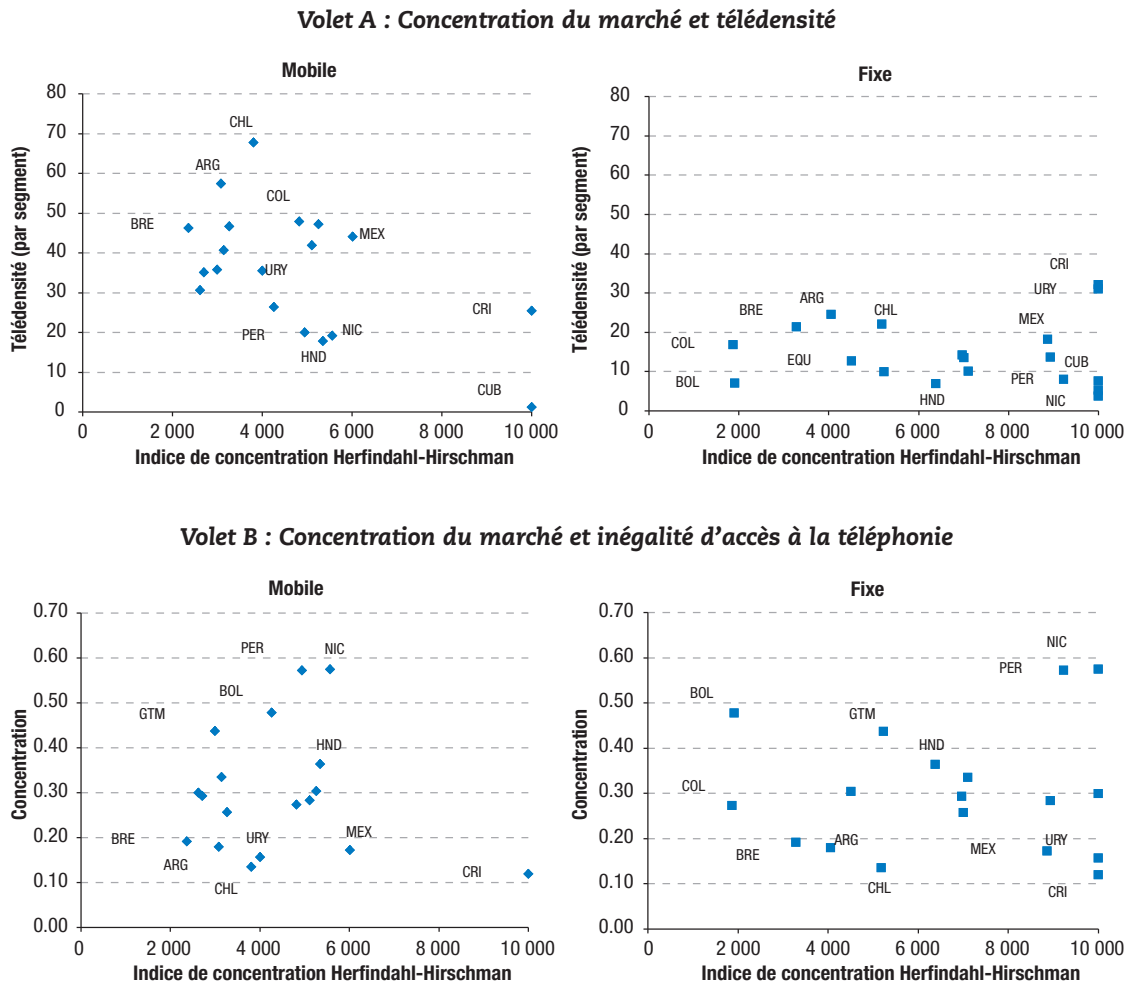 Volet A : Concentration du marché et télédensité
Mobile
Télédensité (par segment)
80
70
60
50
40
30
20
10
0
CHL
ARG
COL
BRE
MEX
URY
CRI
PER
NIC
HND
CUB
0 2 000 4 000 6 000 8 000 10 000
Indice de concentration Herfindahl-Hirschman
Fixe
Télédensité (par segment)
80
70
60
50
40
30
20
10
0
CRI
URY
ARG
BRE
CHL
MEX
COL
EQU
CUB
BOL
PER
HND
NIC
0 2 000 4 000 6 000 8 000 10 000
Indice de concentration Herfindahl-Hirschman
Volet B : Concentration du marché et inégalité d’accès à la téléphonie
Mobile
Concentration
0.70
0.60
0.50
0.40
0.30
0.20
0.10
0.00
PER
NIC
BOL
GTM
HND
BRE
URY
MEX
ARG
CRI
CHL
0 2 000 4 000 6 000 8 000 10 000
Indice de concentration Herfindahl-Hirschman
Fixe
Concentration
0.70
0.60
0.50
0.40
0.30
0.20
0.10
0.00
NIC
PER
BOL
GTM
HND
COL
ARG
URY
BRE
MEX
CHL
CRI
0 2 000 4 000 6 000 8 000 10 000
Indice de concentration Herfindahl-Hirschman